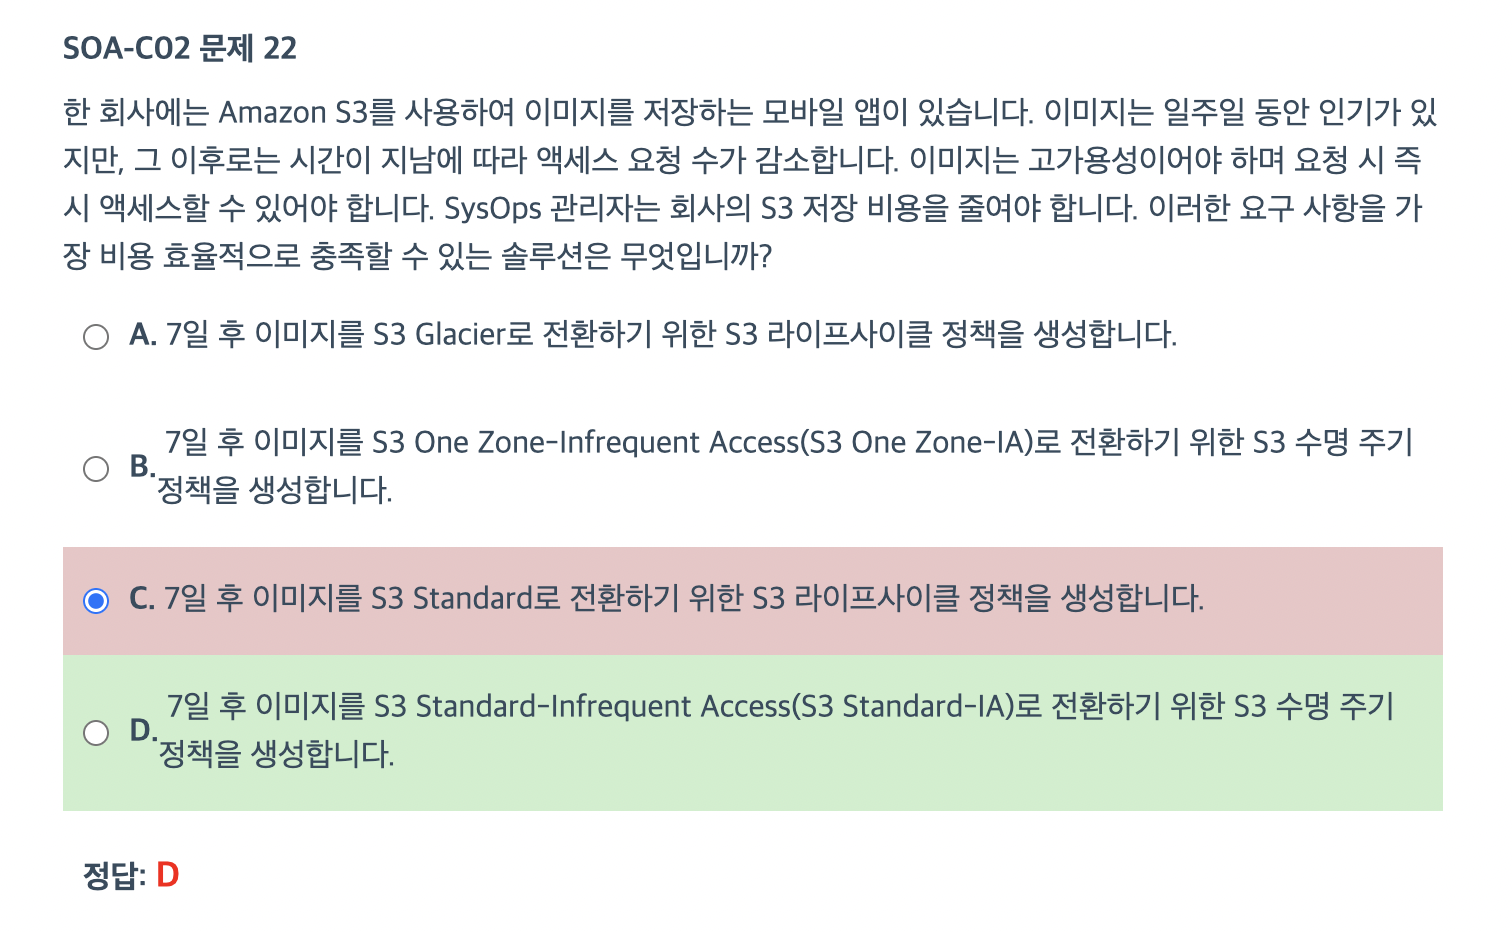 SOA-C02 문제 22
한 회사에는 Amazon S3를 사용하여 이미지를 저장하는 모바일 앱이 있습니다. 이미지는 일주일 동안 인기가 있
지만, 그 이후로는 시간이 지남에 따라 액세스 요청 수가 감소합니다. 이미지는 고가용성이어야 하며 요청 시 즉
시 액세스할 수 있어야 합니다. SysOps 관리자는 회사의 S3 저장 비용을 줄여야 합니다. 이러한 요구 사항을 가
장 비용 효율적으로 충족할 수 있는 솔루션은 무엇입니까?
A. 7일 후 이미지를 S3 Glacier로 전환하기 위한 S3 라이프사이클 정책을 생성합니다.
B. 7일 후 이미지를 S3 One Zone-Infrequent Access(S3 One Zone-IA)로 전환하기 위한 S3 수명 주기
정책을 생성합니다.
C. 7일 후 이미지를 S3 Standard로 전환하기 위한 S3 라이프사이클 정책을 생성합니다.
D. 7일 후 이미지를 S3 Standard-Infrequent Access(S3 Standard-IA)로 전환하기 위한 S3 수명 주기
정책을 생성합니다.
정답: D